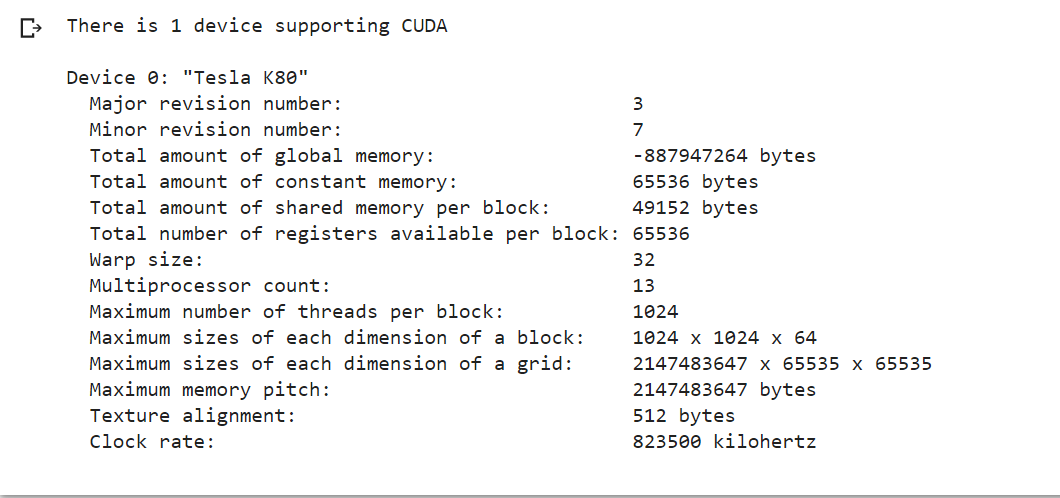 There is 1 device supporting CUDA
Device 0: "Tesla K80"
Major revision number: 3
Minor revision number: 7
Total amount of global memory: -887947264 bytes
Total amount of constant memory: 65536 bytes
Total amount of shared memory per block: 49152 bytes
Total number of registers available per block: 65536
Warp size: 32
Multiprocessor count: 13
Maximum number of threads per block: 1024
Maximum sizes of each dimension of a block: 1024 x 1024 x 64
Maximum sizes of each dimension of a grid: 2147483647 x 65535 x 65535
Maximum memory pitch: 2147483647 bytes
Texture alignment: 512 bytes
Clock rate: 823500 kilohertz